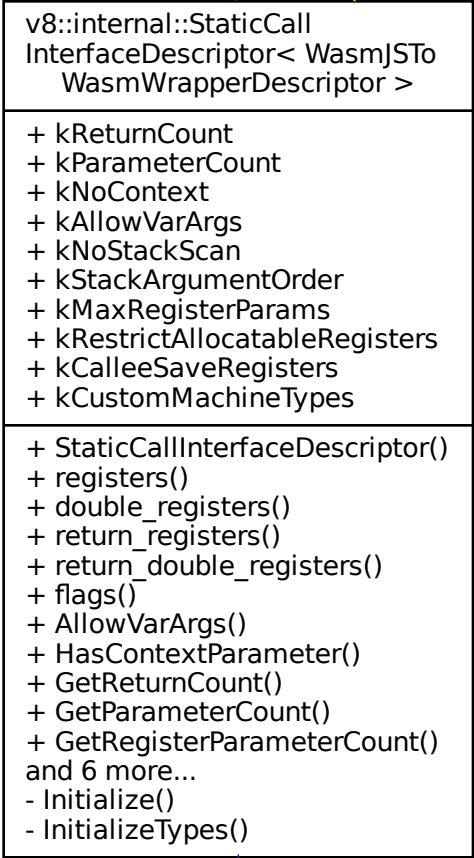 v8::internal::StaticCall
InterfaceDescriptor< WasmJSTo
WasmWrapperDescriptor >
+ kReturnCount
+ kParameterCount
+ kNoContext
+ kAllowVarArgs
+ kNoStackScan
+ kStackArgumentOrder
+ kMaxRegisterParams
+ kRestrictAllocatableRegisters
+ kCalleeSaveRegisters
+ kCustomMachineTypes
+ StaticCallInterfaceDescriptor()
+ registers()
+ double_registers()
+ return_registers()
+ return_double_registers()
+ flags()
+ AllowVarArgs()
+ HasContextParameter()
+ GetReturnCount()
+ GetParameterCount()
+ GetRegisterParameterCount()
and 6 more...
- Initialize()
- InitializeTypes()